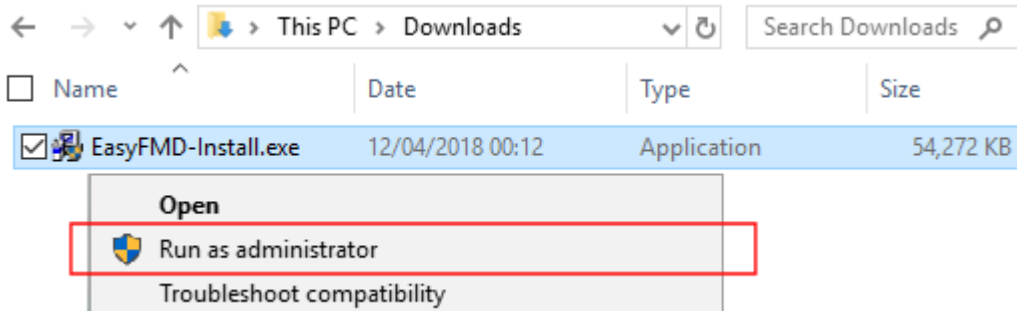 This PC > Downloads Search Downloads
Name Date Type Size
EasyFMD-Install.exe 12/04/2018 00:12 Application 54,272 KB
Open
Run as administrator
Troubleshoot compatibility